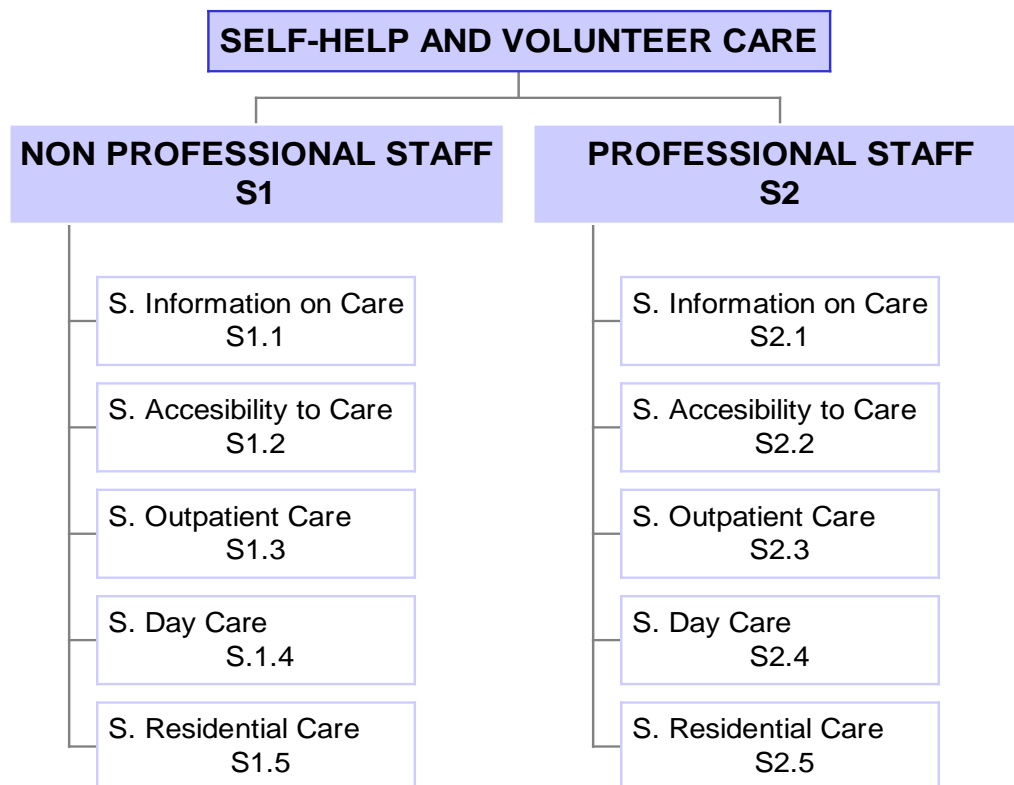 SELF-HELP AND VOLUNTEER CARE
NON PROFESSIONAL STAFF
S1
S. Information on Care
S1.1
S. Accesibility to Care
S1.2
S. Outpatient Care
S1.3
S. Day Care
S.1.4
S. Residential Care
S1.5
PROFESSIONAL STAFF
S2
S. Information on Care
S2.1
S. Accesibility to Care
S2.2
S. Outpatient Care
S2.3
S. Day Care
S2.4
S. Residential Care
S2.5